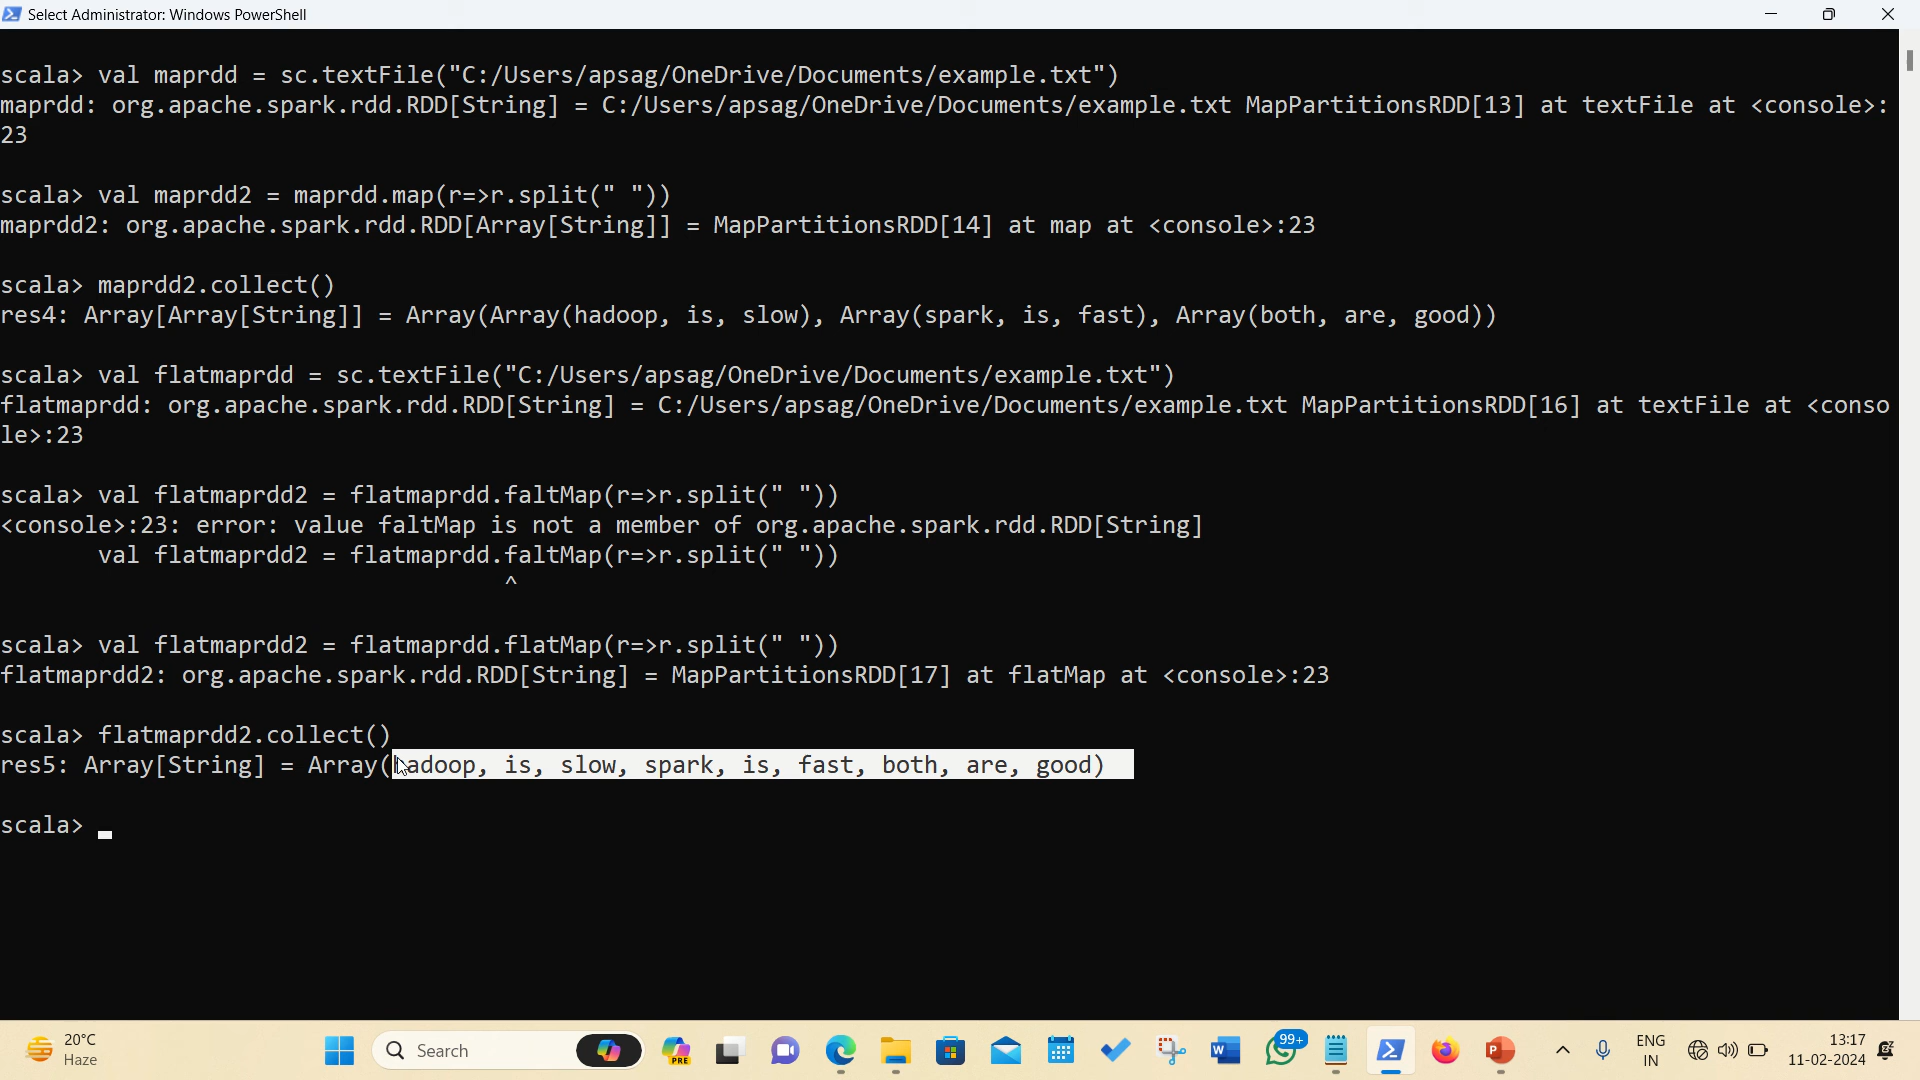 Select Administrator: Windows PowerShell
scala> val maprdd = sc.textFile("C:/Users/apsag/OneDrive/Documents/example.txt")
maprdd: org.apache.spark.rdd.RDD[String] = C:/Users/apsag/OneDrive/Documents/example.txt MapPartitionsRDD[13] at textFile at <console>:
23
scala> val maprdd2 = maprdd.map(r=>r.split(" "))
maprdd2: org.apache.spark.rdd.RDD[Array[String]] = MapPartitionsRDD[14] at map at <console>:23
scala> maprdd2.collect()
res4: Array[Array[String]] = Array(Array(hadoop, is, slow), Array(spark, is, fast), Array(both, are, good))
scala> val flatmaprdd = sc.textFile("C:/Users/apsag/OneDrive/Documents/example.txt")
flatmaprdd: org.apache.spark.rdd.RDD[String] = C:/Users/apsag/OneDrive/Documents/example.txt MapPartitionsRDD[16] at textFile at <conso
le>:23
scala> val flatmaprdd2 = flatmaprdd.faltMap(r=>r.split(" "))
<console>:23: error: value faltMap is not a member of org.apache.spark.rdd.RDD[String]
val flatmaprdd2 = flatmaprdd.faltMap(r=>r.split(" "))
^
scala> val flatmaprdd2 = flatmaprdd.flatMap(r=>r.split(" "))
flatmaprdd2: org.apache.spark.rdd.RDD[String] = MapPartitionsRDD[17] at flatMap at <console>:23
scala> flatmaprdd2.collect()
res5: Array[String] = Array(hadoop, is, slow, spark, is, fast, both, are, good)
scala>
20°C
Haze
Search
PRE
W
99+
P
ENG
IN
13:17
11-02-2024